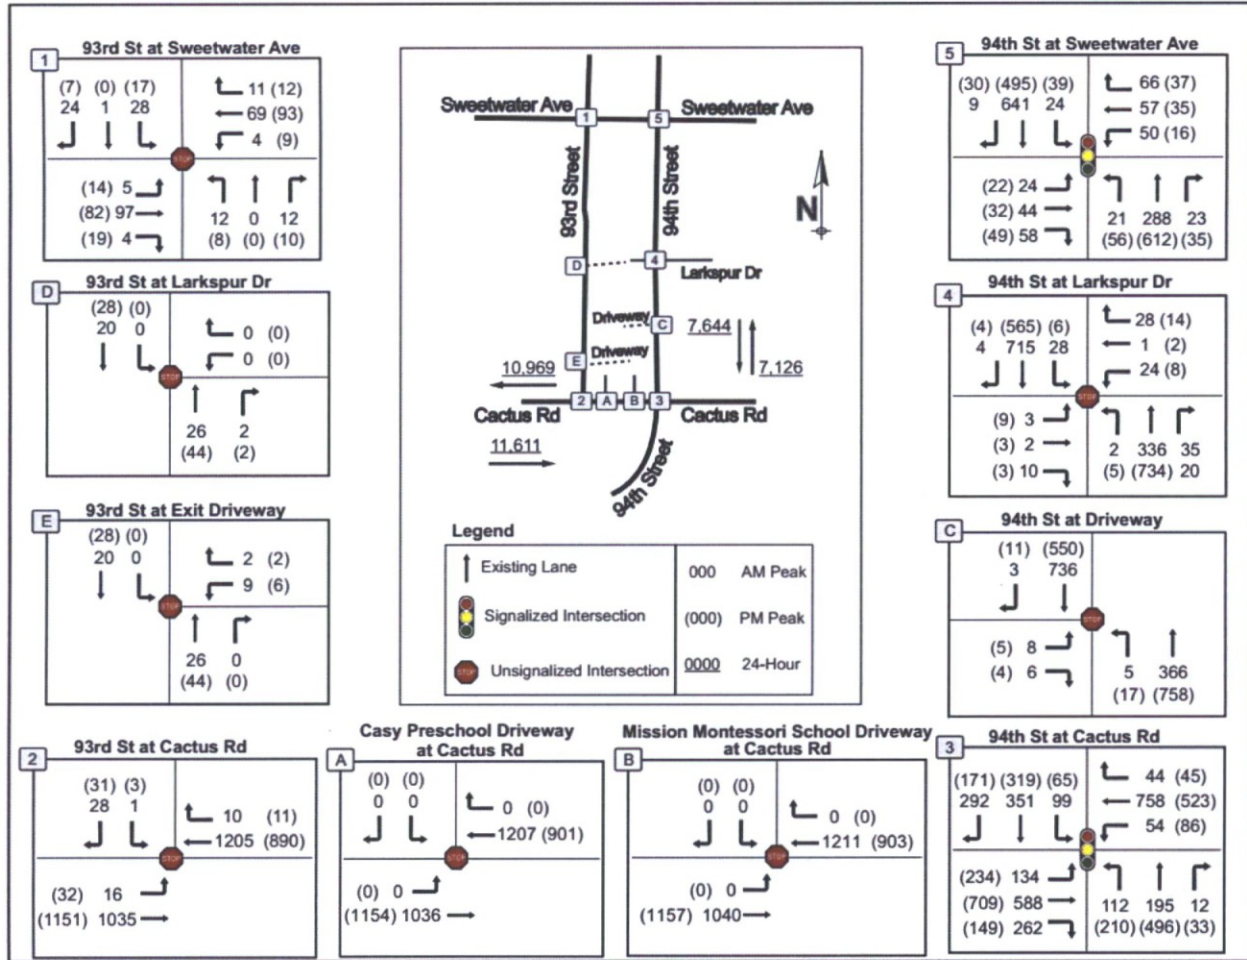 1
93rd St at Sweetwater Ave
(7) (0) (17)
24 1 28
11 (12)
69 (93)
4 (9)
STOP
(14) 5
(82) 97
(19) 4
12 0 12
(8) (0) (10)
D
93rd St at Larkspur Dr
(28) (0)
20 0
0 (0)
0 (0)
STOP
26 2
(44) (2)
E
93rd St at Exit Driveway
(28) (0)
20 0
2 (2)
9 (6)
STOP
26 0
(44) (0)
2
93rd St at Cactus Rd
(31) (3)
28 1
10 (11)
1205 (890)
STOP
(32) 16
(1151) 1035
Sweetwater Ave
1
5
Sweetwater Ave
93rd Street
94th Street
N
D
4
Larkspur Dr
Driveway
C
7,644
7,126
E
Driveway
10,969
2
A
B
3
Cactus Rd
Cactus Rd
11,611
94th Street
Legend
Existing Lane
000 AM Peak
Signalized Intersection
(000) PM Peak
STOP
Unsignalized Intersection
0000 24-Hour
A
Casy Preschool Driveway
at Cactus Rd
(0) (0)
0 0
0 (0)
1207 (901)
STOP
(0) 0
(1154) 1036
B
Mission Montessori School Driveway
at Cactus Rd
(0) (0)
0 0
0 (0)
1211 (903)
STOP
(0) 0
(1157) 1040
5
94th St at Sweetwater Ave
(30) (495) (39)
9 641 24
66 (37)
57 (35)
50 (16)
(22) 24
(32) 44
(49) 58
21 288 23
(56) (612) (35)
4
94th St at Larkspur Dr
(4) (565) (6)
4 715 28
28 (14)
1 (2)
24 (8)
STOP
(9) 3
(3) 2
(3) 10
2 336 35
(5) (734) 20
C
94th St at Driveway
(11) (550)
3 736
STOP
(5) 8
(4) 6
5 366
(17) (758)
3
94th St at Cactus Rd
(171) (319) (65)
292 351 99
44 (45)
758 (523)
54 (86)
(234) 134
(709) 588
(149) 262
112 195 12
(210) (496) (33)